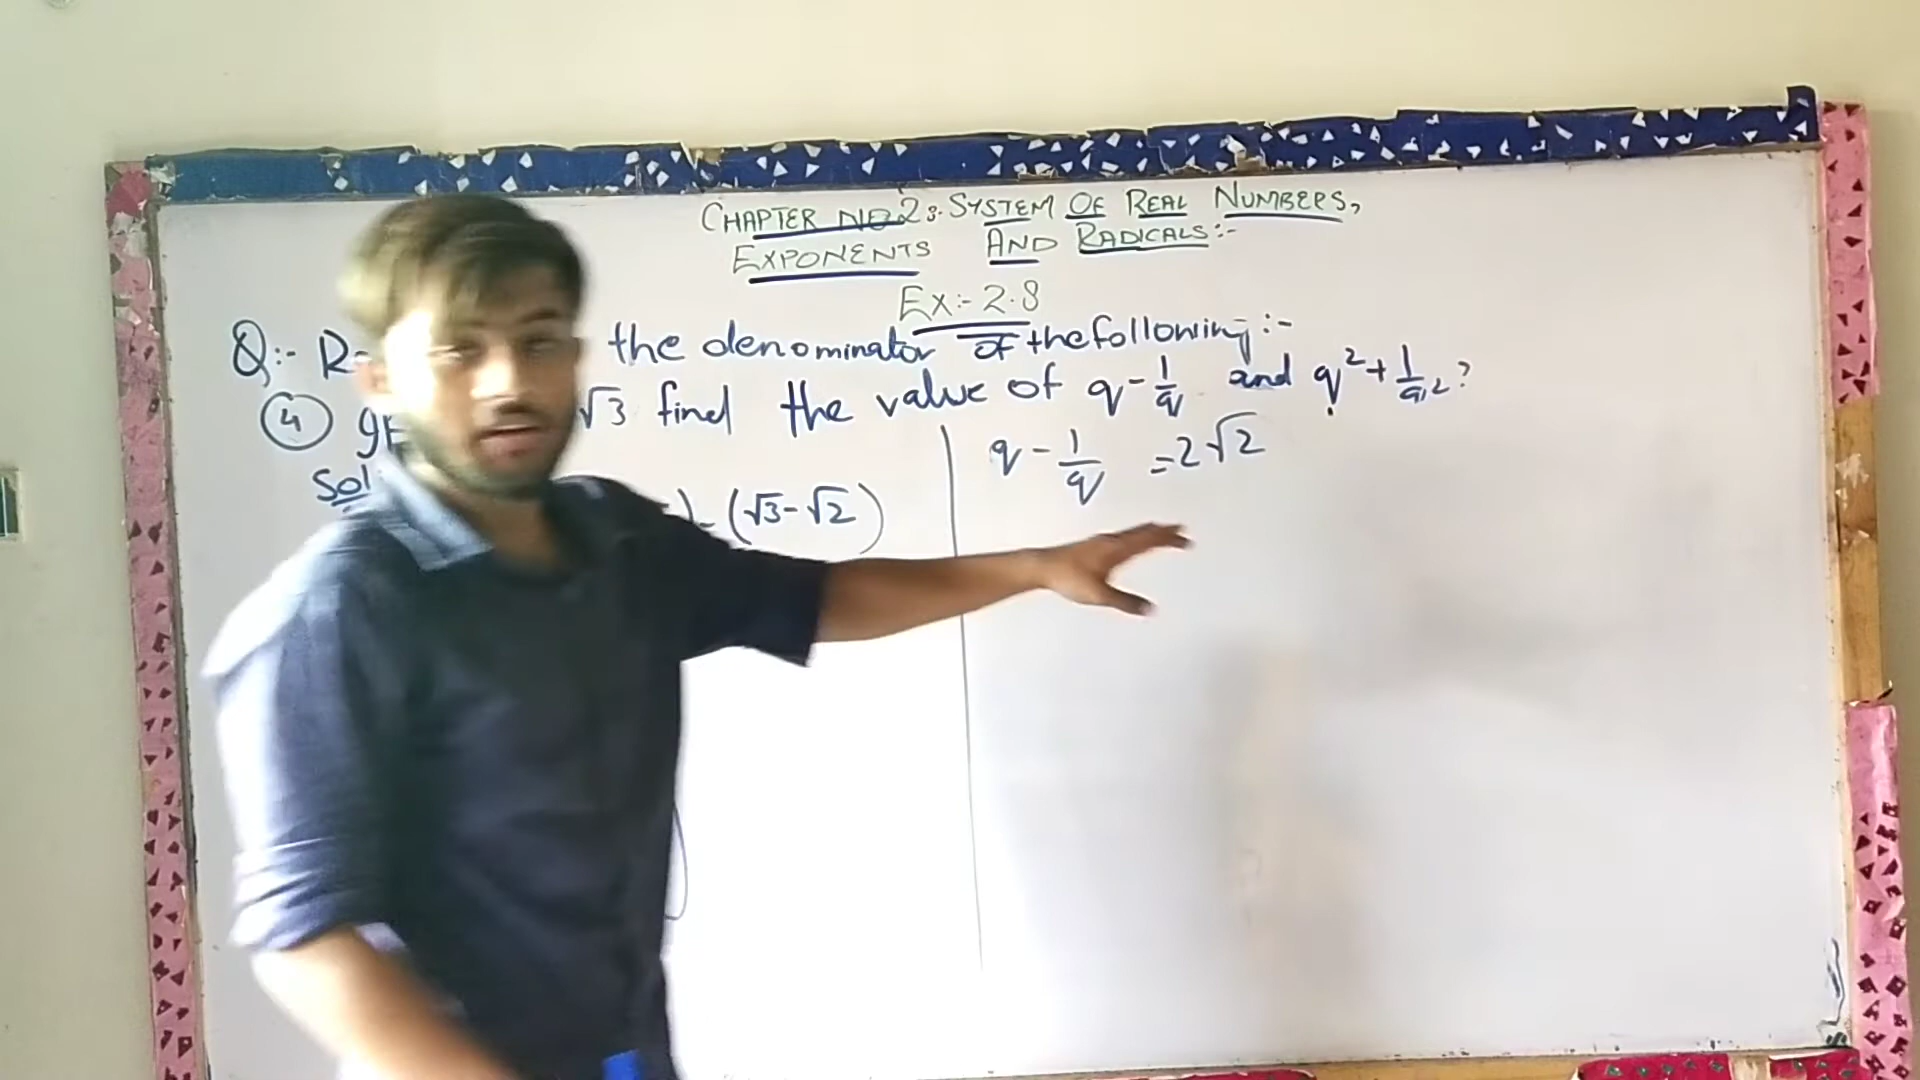 CHAPTER NO 2:- SYSTEM OF REAL NUMBERS,
EXPONENTS AND RADICALS:-
Ex:- 2.8
Q:- the denominator of the following:-
④ √3 find the value of q - 1/q and q² + 1/q²?
Sol
) - (√3 - √2)
q - 1/q = 2√2